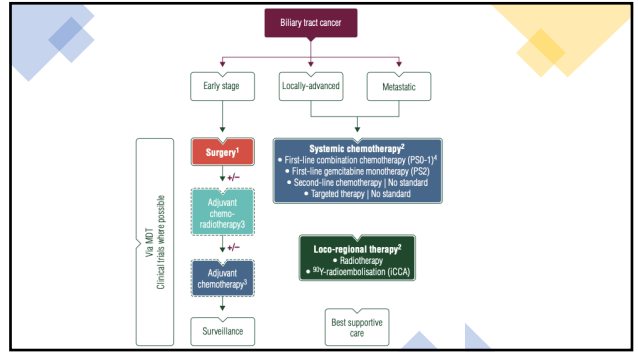 Biliary tract cancer
Early stage
Locally-advanced
Metastatic
Via MDT
Clinical trials where possible
Surgery¹
+/−
Adjuvant
chemo-
radiotherapy3
+/−
Adjuvant
chemotherapy³
Surveillance
Systemic chemotherapy²
• First-line combination chemotherapy (PS0-1)⁴
• First-line gemcitabine monotherapy (PS2)
• Second-line chemotherapy | No standard
• Targeted therapy | No standard
Loco-regional therapy²
• Radiotherapy
• ⁹⁰Y-radioembolisation (iCCA)
Best supportive
care